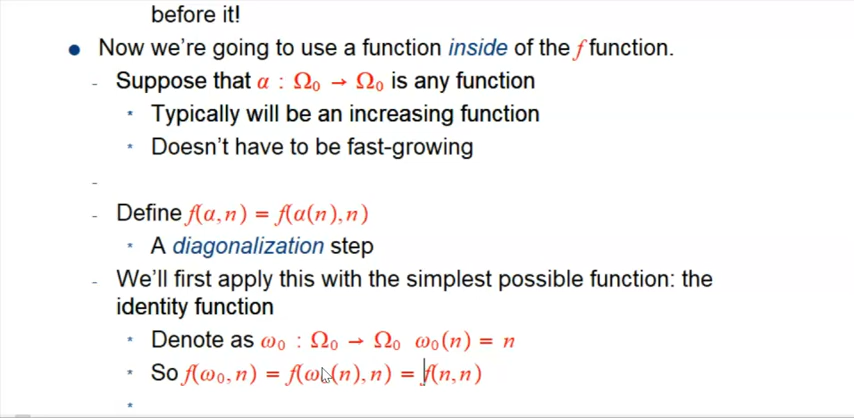 before it!
● Now we're going to use a function inside of the f function.
- Suppose that α : Ω₀ → Ω₀ is any function
* Typically will be an increasing function
* Doesn't have to be fast-growing
-
- Define f(α, n) = f(α(n), n)
* A diagonalization step
- We'll first apply this with the simplest possible function: the
identity function
* Denote as ω₀ : Ω₀ → Ω₀ ω₀(n) = n
* So f(ω₀, n) = f(ω₀(n), n) = f(n, n)
*